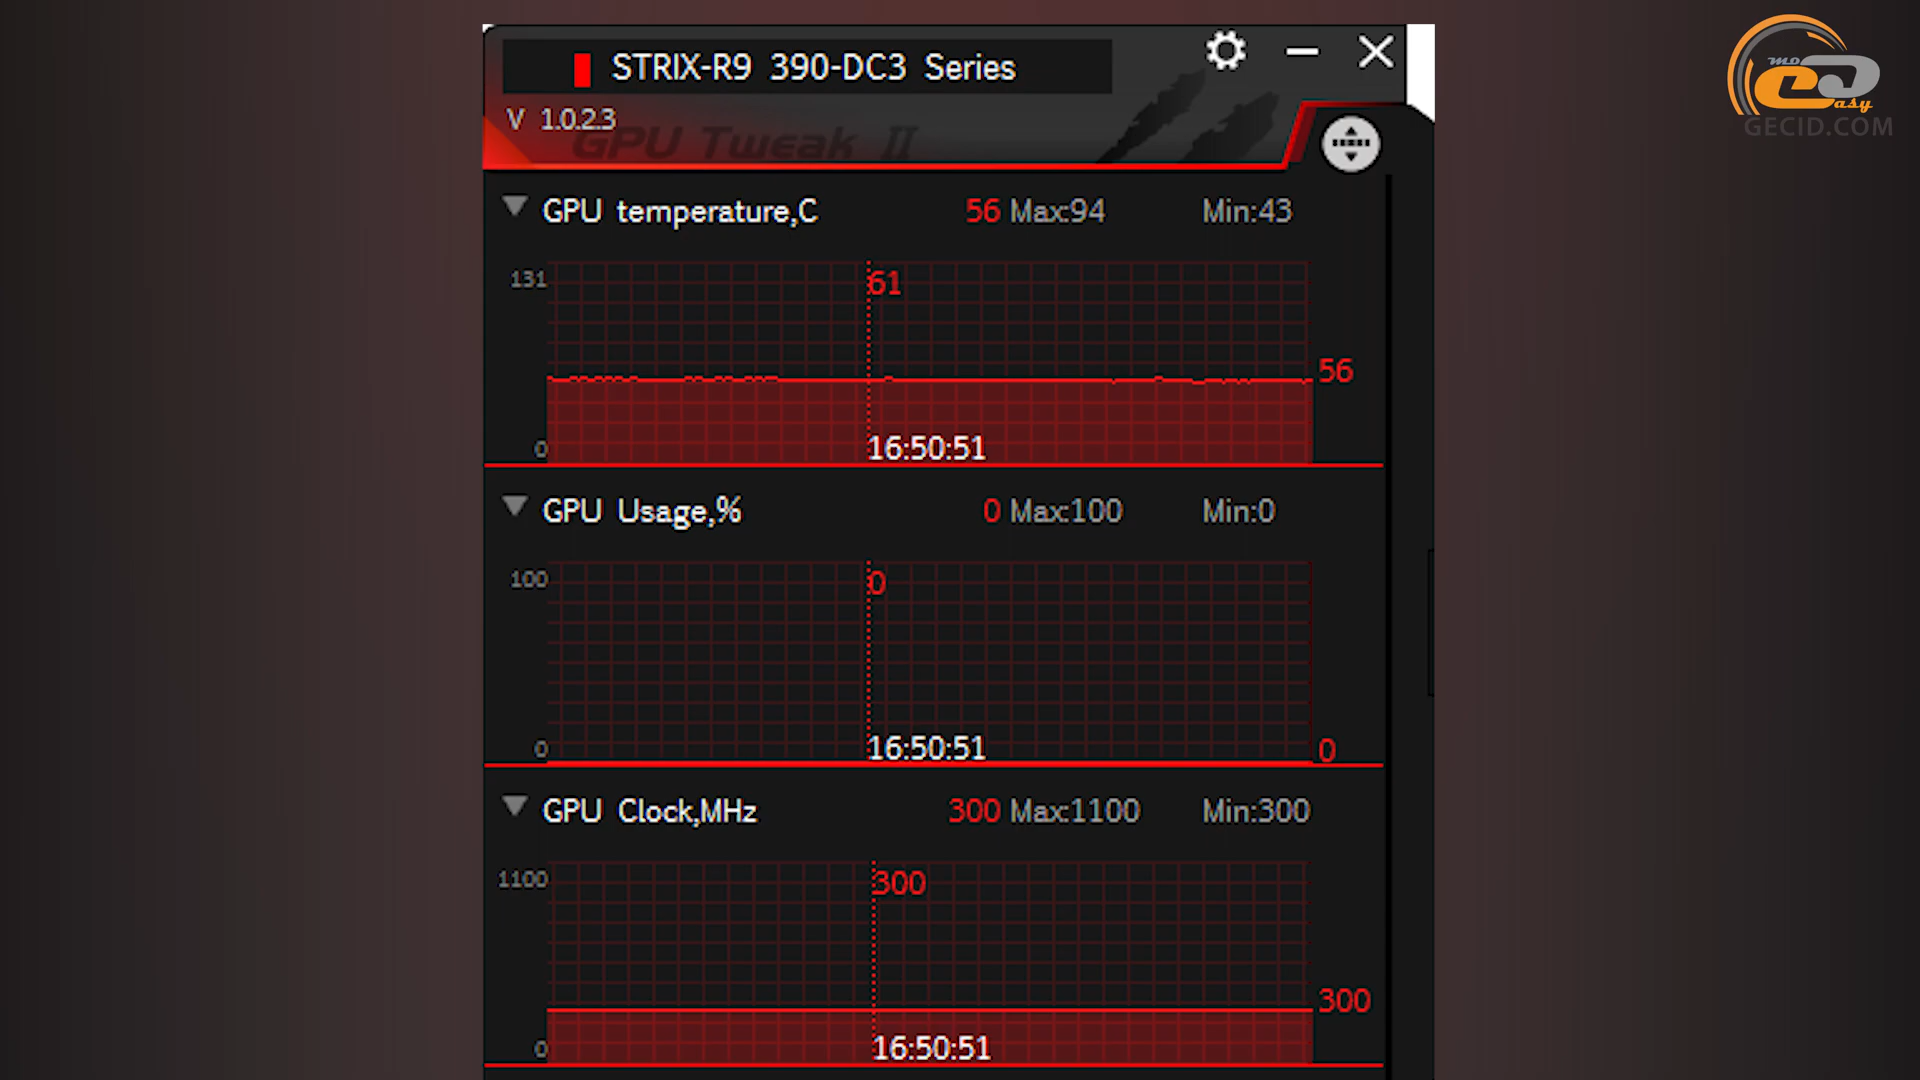 STRIX-R9 390-DC3 Series
V 1.0.2.3
GPU Tweak II
GPU temperature,C 56 Max:94 Min:43
131
61
56
0
16:50:51
GPU Usage,% 0 Max:100 Min:0
100
0
0
16:50:51
0
GPU Clock,MHz 300 Max:1100 Min:300
1100
300
300
0
16:50:51
GECID.COM